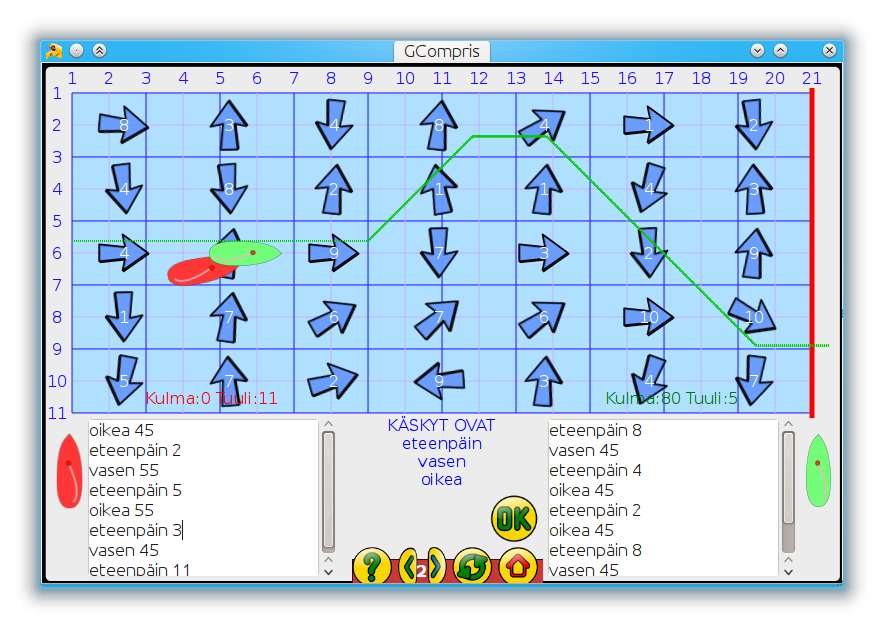 GCompris
1 2 3 4 5 6 7 8 9 10 11 12 13 14 15 16 17 18 19 20 21
1
8 3 4 8 4 1 2
2
3
4 8 2 1 1 4 3
4
5
4 9 7 3 2 9
6
7
1 7 6 7 6 10 10
8
9
5 7 2 9 3 4 7
10
Kulma:0 Tuuli:11 Kulma:80 Tuuli:5
11
oikea 45
eteenpäin 2
vasen 55
eteenpäin 5
oikea 55
eteenpäin 3
vasen 45
eteenpäin 11
KÄSKYT OVAT
eteenpäin
vasen
oikea
OK
? 2
eteenpäin 8
vasen 45
eteenpäin 4
oikea 45
eteenpäin 2
oikea 45
eteenpäin 8
vasen 45